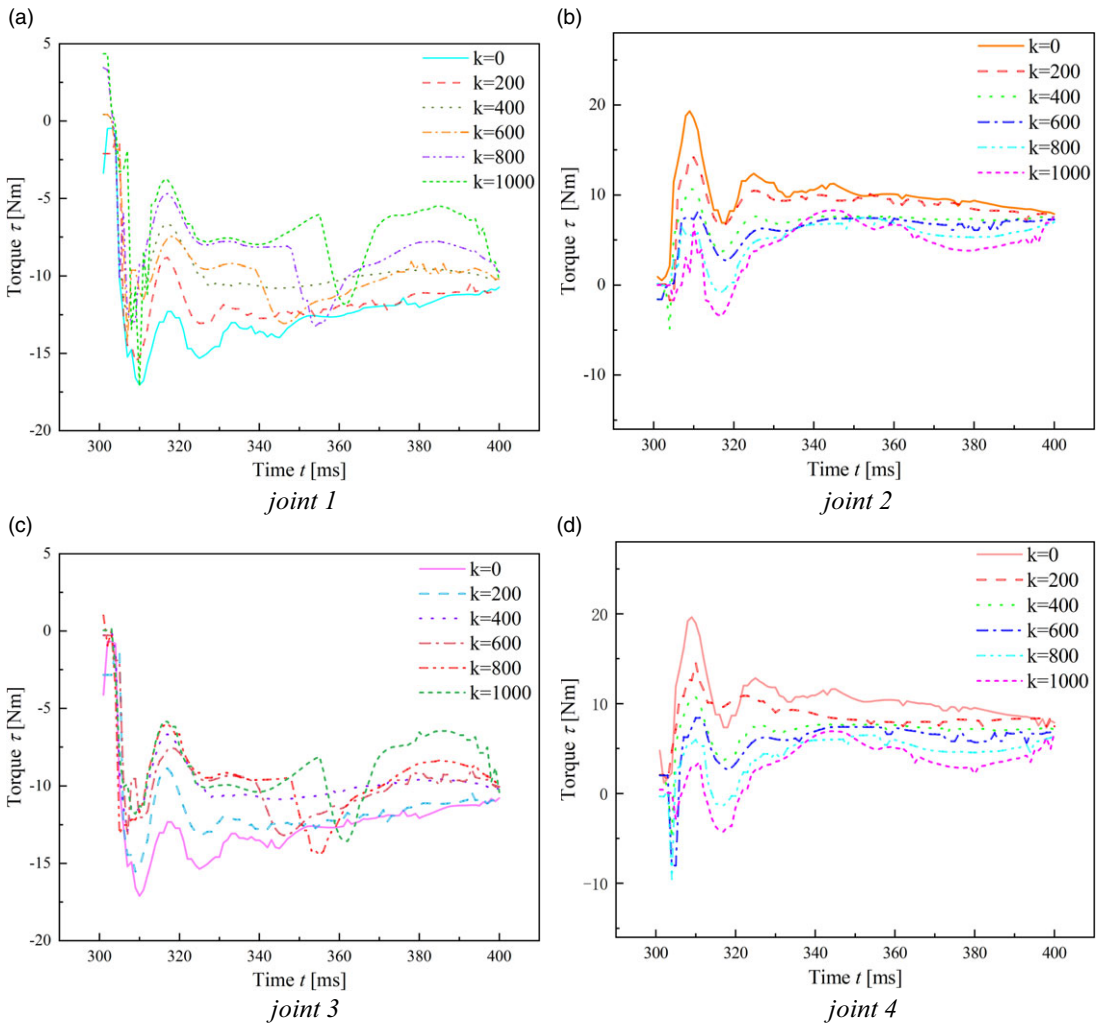 (a)
5
0
-5
-10
-15
-20
Torque τ [Nm]
k=0
k=200
k=400
k=600
k=800
k=1000
300 320 340 360 380 400
Time t [ms]
joint 1
(b)
20
10
0
-10
Torque τ [Nm]
k=0
k=200
k=400
k=600
k=800
k=1000
300 320 340 360 380 400
Time t [ms]
joint 2
(c)
5
0
-5
-10
-15
-20
Torque τ [Nm]
k=0
k=200
k=400
k=600
k=800
k=1000
300 320 340 360 380 400
Time t [ms]
joint 3
(d)
20
10
0
−10
Torque τ [Nm]
k=0
k=200
k=400
k=600
k=800
k=1000
300 320 340 360 380 400
Time t [ms]
joint 4